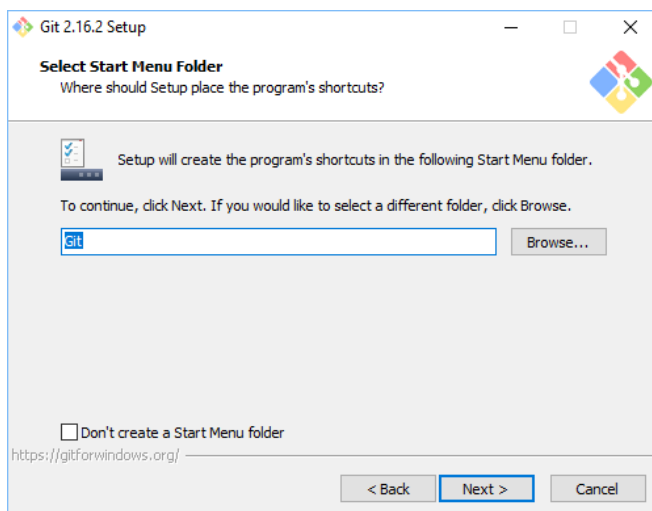 Git 2.16.2 Setup
Select Start Menu Folder
Where should Setup place the program's shortcuts?
Setup will create the program's shortcuts in the following Start Menu folder.
To continue, click Next. If you would like to select a different folder, click Browse.
Git
Browse...
Don't create a Start Menu folder
https://gitforwindows.org/
< Back
Next >
Cancel